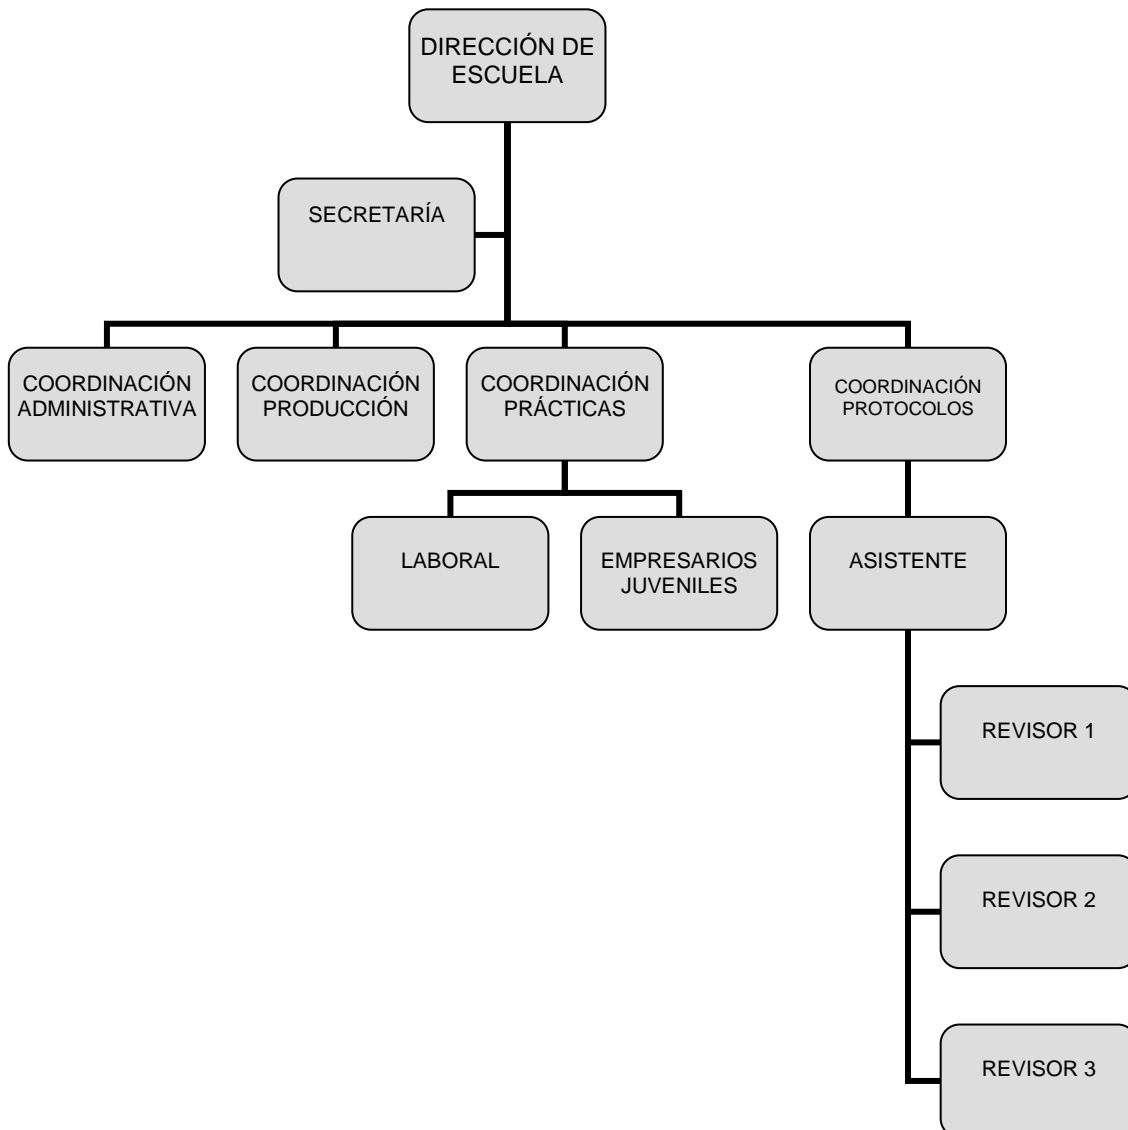 DIRECCIÓN DE
ESCUELA
SECRETARÍA
COORDINACIÓN
ADMINISTRATIVA
COORDINACIÓN
PRODUCCIÓN
COORDINACIÓN
PRÁCTICAS
COORDINACIÓN
PROTOCOLOS
LABORAL
EMPRESARIOS
JUVENILES
ASISTENTE
REVISOR 1
REVISOR 2
REVISOR 3